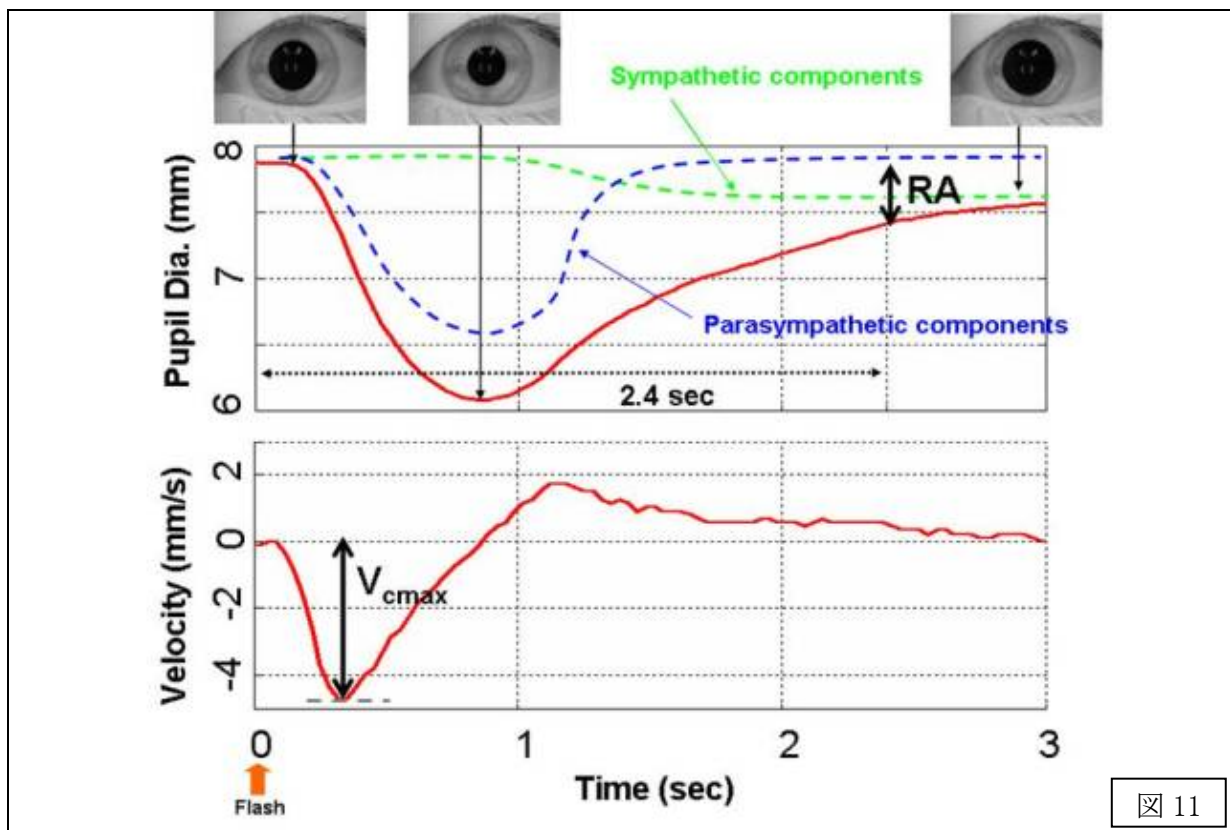 Sympathetic components
8
7
6
Pupil Dia. (mm)
RA
Parasympathetic components
2.4 sec
2
0
-2
-4
Velocity (mm/s)
Vcmax
0
1
2
3
Time (sec)
Flash
図 11